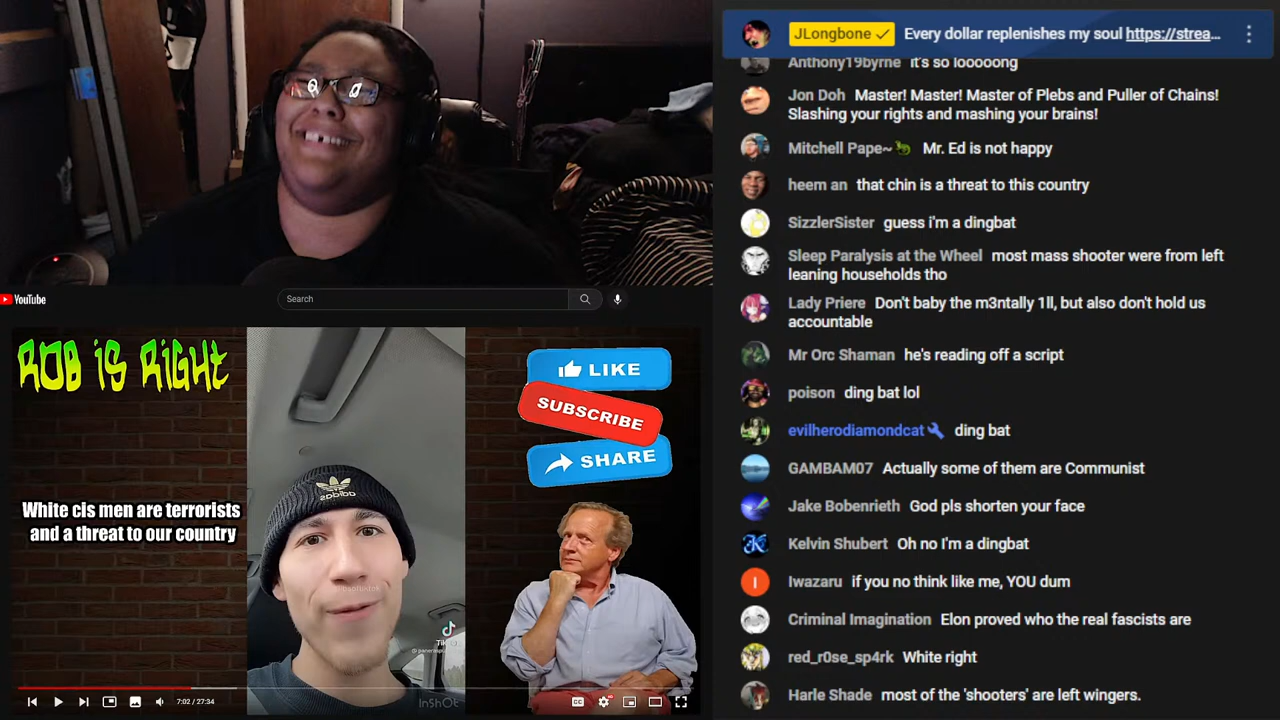 JLongbone Every dollar replenishes my soul https://strea...
Anthony19byrne it's so looooong
Jon Doh Master! Master! Master of Plebs and Puller of Chains!
Slashing your rights and mashing your brains!
Mitchell Pape~ Mr. Ed is not happy
heem an that chin is a threat to this country
SizzlerSister guess i'm a dingbat
Sleep Paralysis at the Wheel most mass shooter were from left
leaning households tho
Lady Priere Don't baby the m3ntally 1ll, but also don't hold us
accountable
Mr Orc Shaman he's reading off a script
poison ding bat lol
evilherodiamondcat ding bat
GAMBAM07 Actually some of them are Communist
Jake Bobenrieth God pls shorten your face
Kelvin Shubert Oh no I'm a dingbat
Iwazaru if you no think like me, YOU dum
Criminal Imagination Elon proved who the real fascists are
red_r0se_sp4rk White right
Harle Shade most of the 'shooters' are left wingers.
YouTube
Search
ROB iS RiGHt
LIKE
SUBSCRIBE
SHARE
White cis men are terrorists
and a threat to our country
adidas
InShOt
7:02 / 27:34
CC